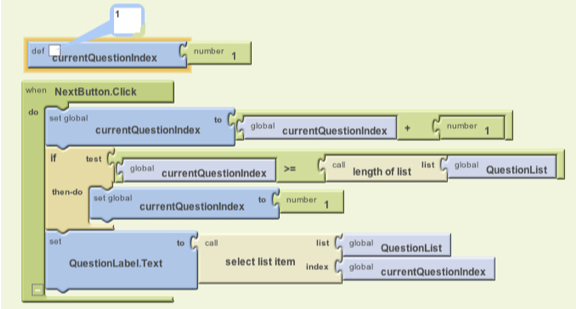 1
def currentQuestionIndex number 1
when NextButton.Click
do set global currentQuestionIndex to global currentQuestionIndex + number 1
if test global currentQuestionIndex >= call length of list list global QuestionList
then-do set global currentQuestionIndex to number 1
set QuestionLabel.Text to call select list item list global QuestionList
index global currentQuestionIndex